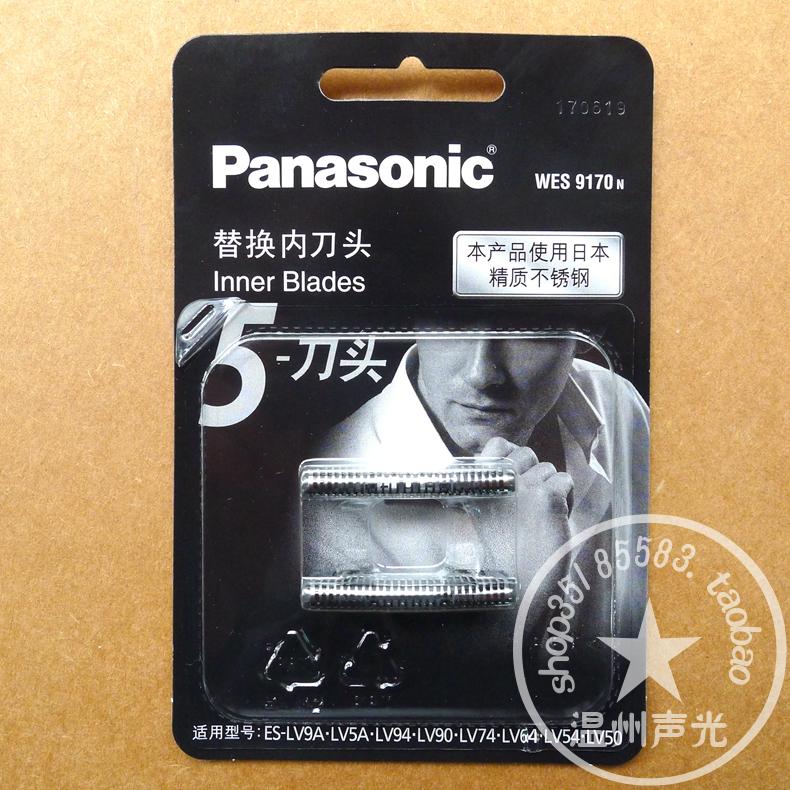 170619
Panasonic®
WES 9170 N
替换内刀头
Inner Blades
本产品使用日本
精质不锈钢
5-刀头
适用型号: ES-LV9A·LV5A·LV94·LV90·LV74·LV64·LV54·LV50
shop35785583.taobao
温州声光